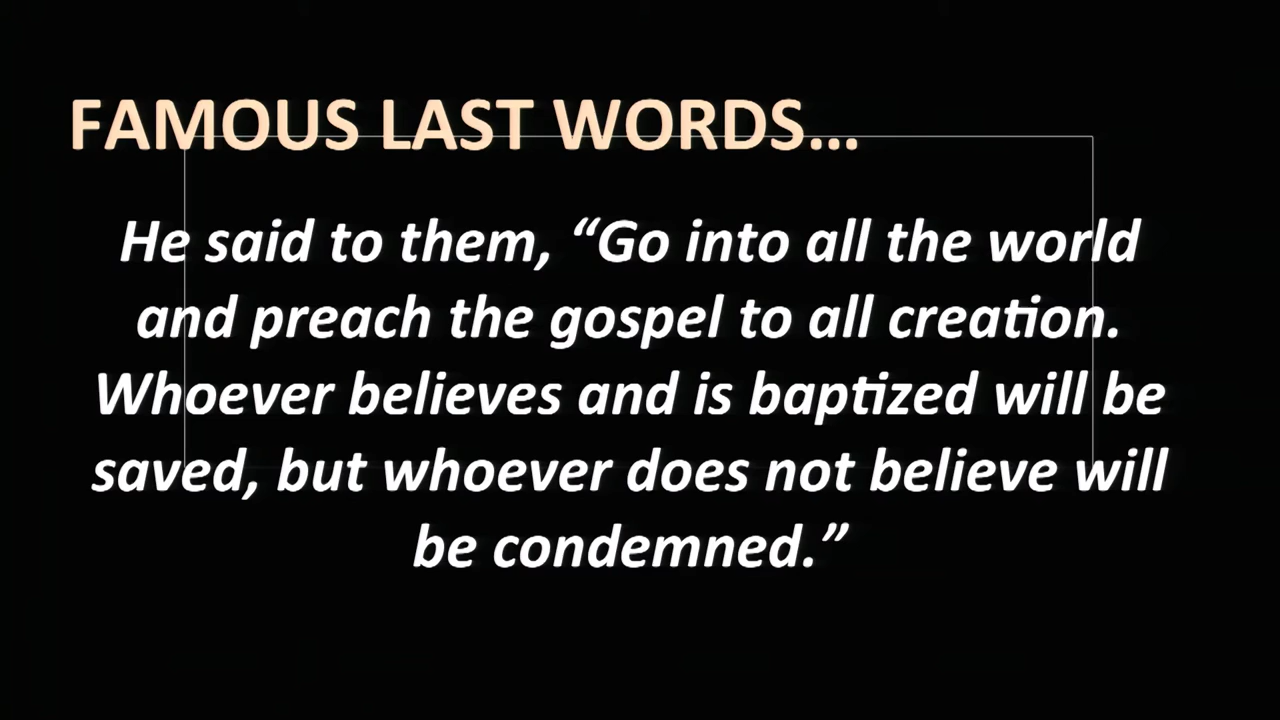 FAMOUS LAST WORDS…
He said to them, “Go into all the world
and preach the gospel to all creation.
Whoever believes and is baptized will be
saved, but whoever does not believe will
be condemned.”